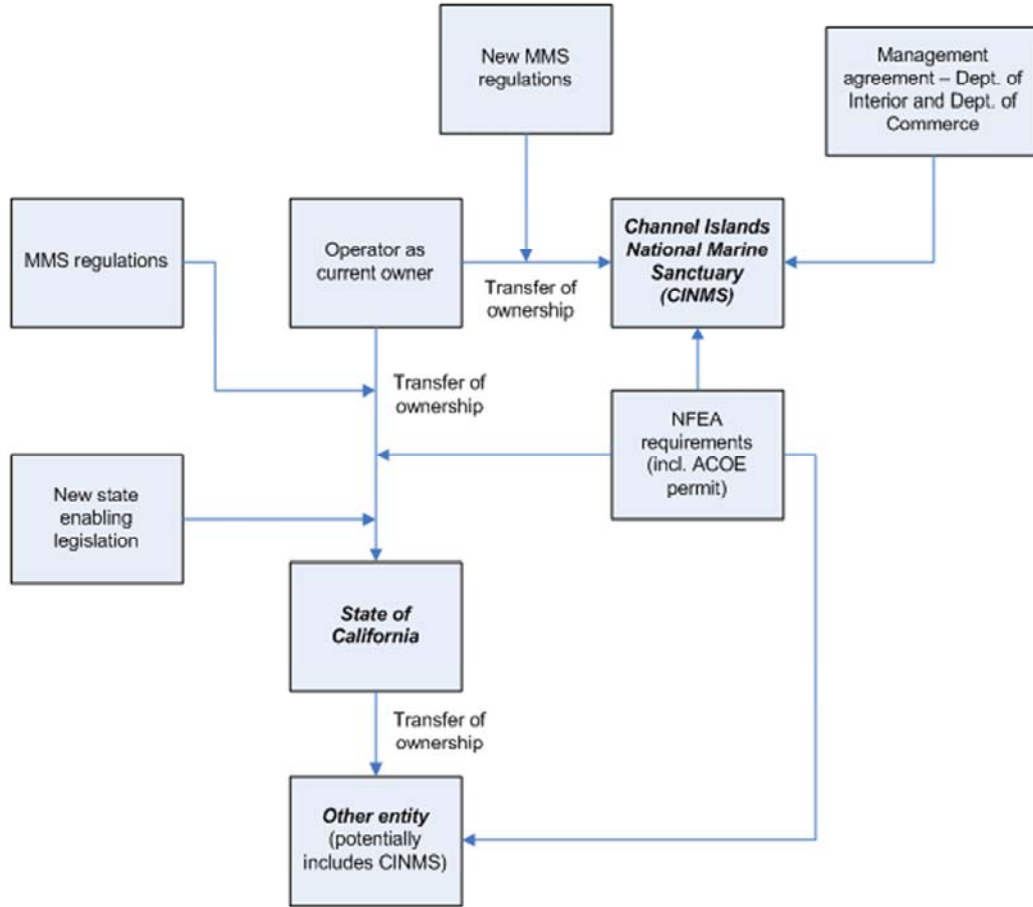 New MMS
regulations
Management
agreement – Dept. of
Interior and Dept. of
Commerce
MMS regulations
Operator as
current owner
Transfer of
ownership
Channel Islands
National Marine
Sanctuary
(CINMS)
Transfer of
ownership
NFEA
requirements
(incl. ACOE
permit)
New state
enabling
legislation
State of
California
Transfer of
ownership
Other entity
(potentially
includes CINMS)